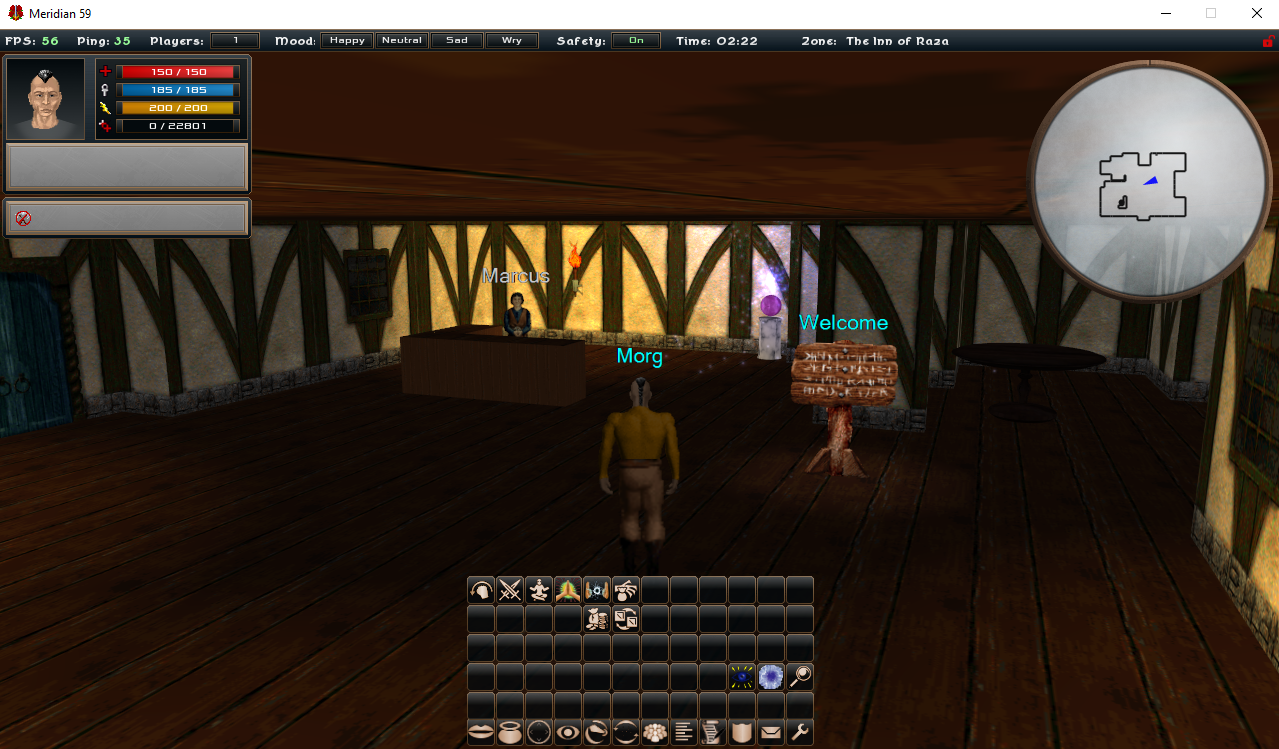 Meridian 59
FPS: 56 Ping: 35 Players: 1 Mood: Happy Neutral Sad Wry Safety: On Time: 02:22 Zone: The Inn of Raza
150 / 150
185 / 185
200 / 200
0 / 22801
Marcus
Welcome
Morg